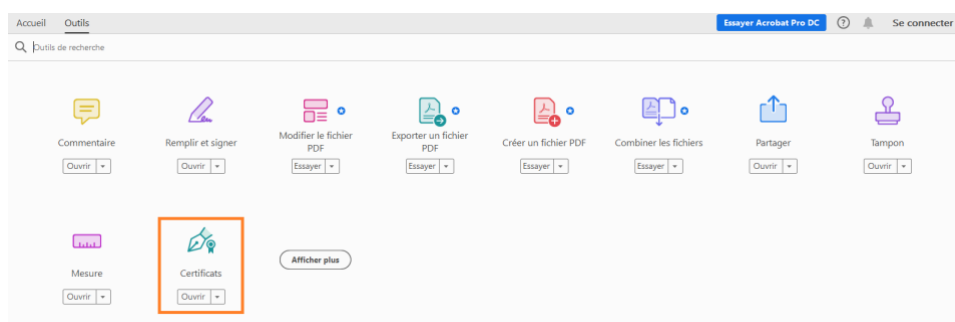 Accueil Outils Essayer Acrobat Pro DC ? Se connecter
Outils de recherche
Commentaire
Ouvrir
Remplir et signer
Ouvrir
Modifier le fichier
PDF
Essayer
Exporter un fichier
PDF
Essayer
Créer un fichier PDF
Essayer
Combiner les fichiers
Essayer
Partager
Ouvrir
Tampon
Ouvrir
Mesure
Ouvrir
Certificats
Ouvrir
Afficher plus